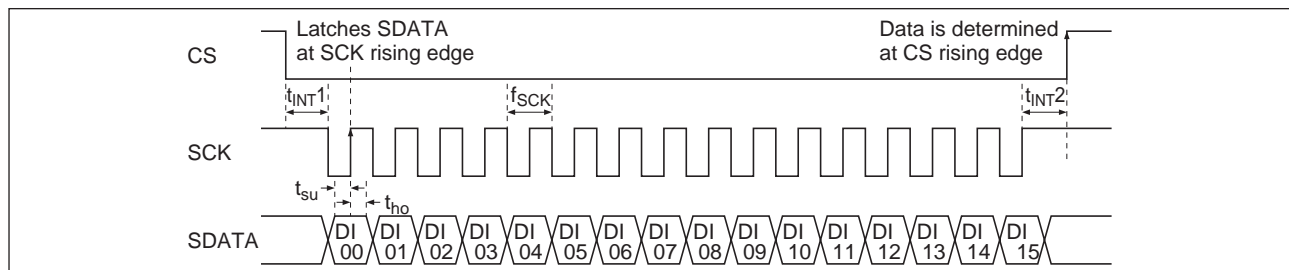 Latches SDATA
at SCK rising edge
Data is determined
at CS rising edge
CS
tINT1
fSCK
tINT2
SCK
tsu
tho
SDATA
DI 00
DI 01
DI 02
DI 03
DI 04
DI 05
DI 06
DI 07
DI 08
DI 09
DI 10
DI 11
DI 12
DI 13
DI 14
DI 15